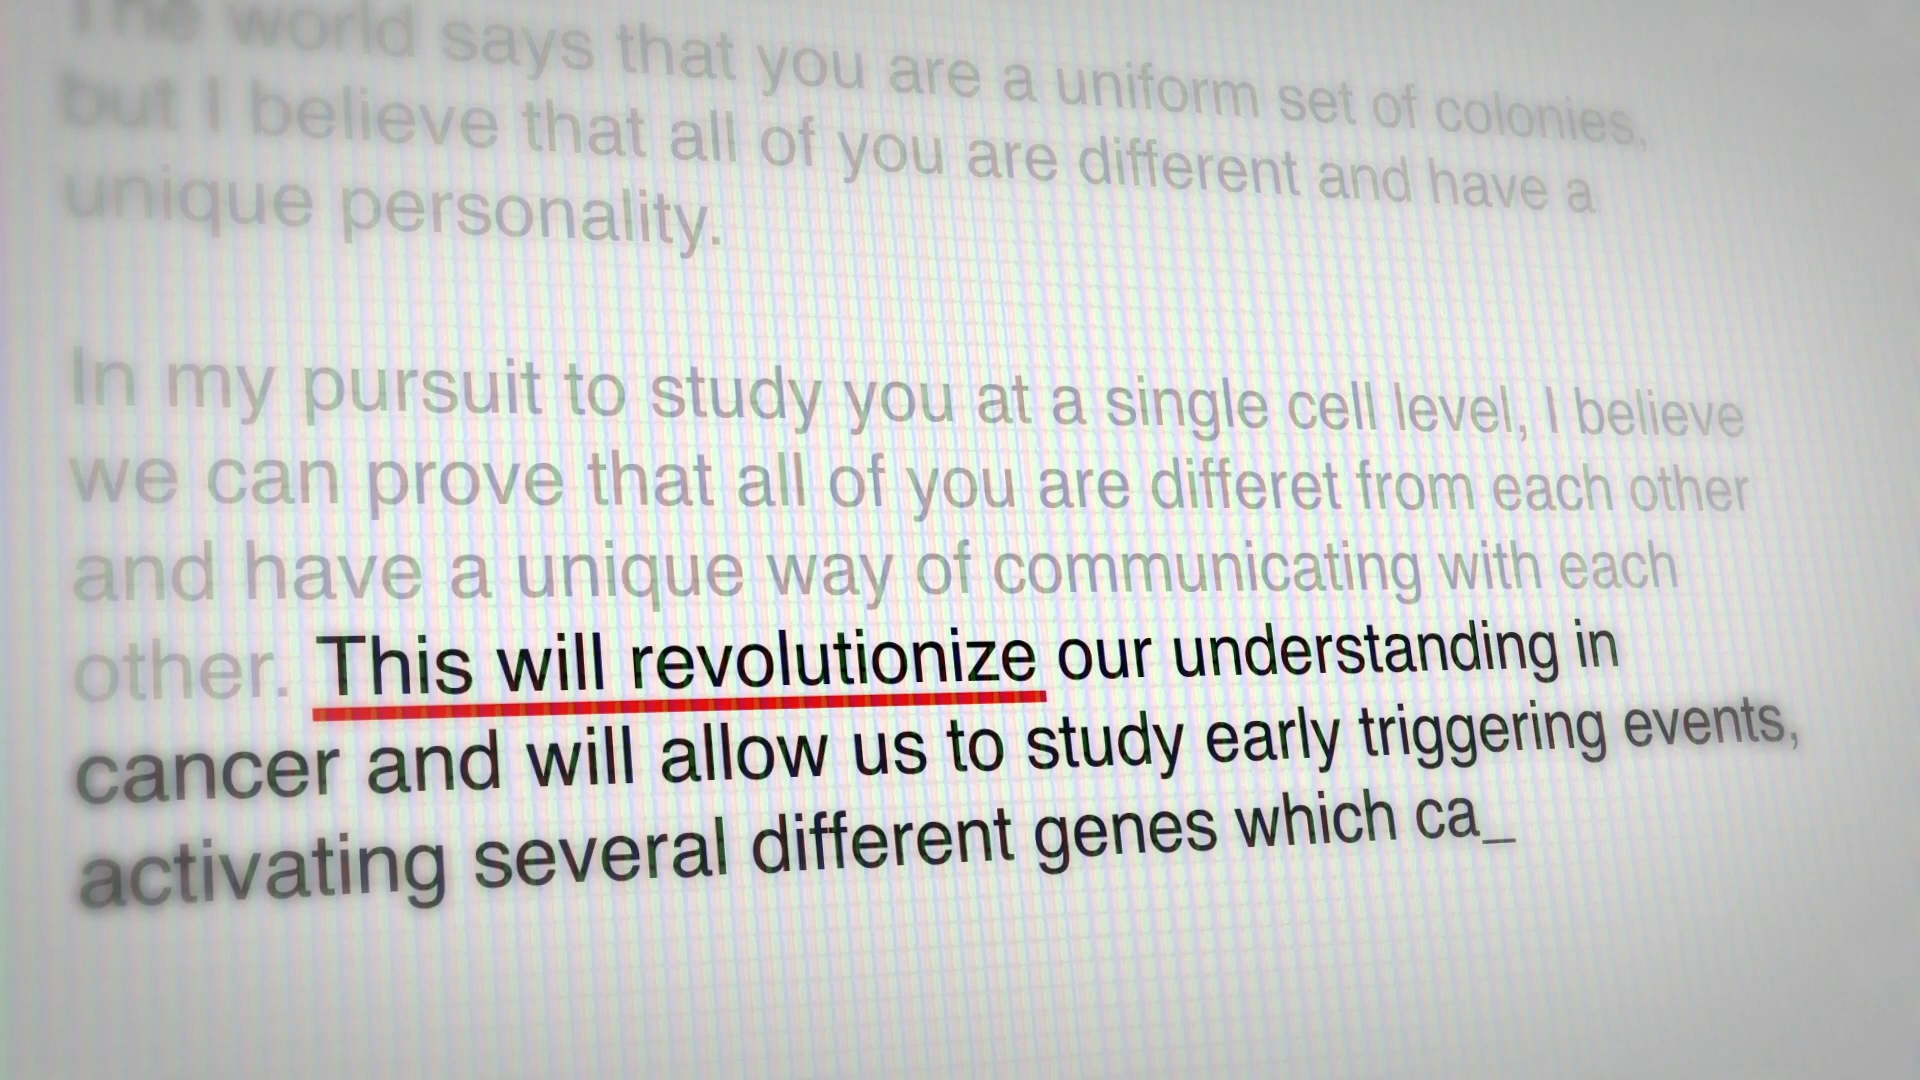 The world says that you are a uniform set of colonies,
but I believe that all of you are different and have a
unique personality.
In my pursuit to study you at a single cell level, I believe
we can prove that all of you are differet from each other
and have a unique way of communicating with each
other. This will revolutionize our understanding in
cancer and will allow us to study early triggering events,
activating several different genes which ca_